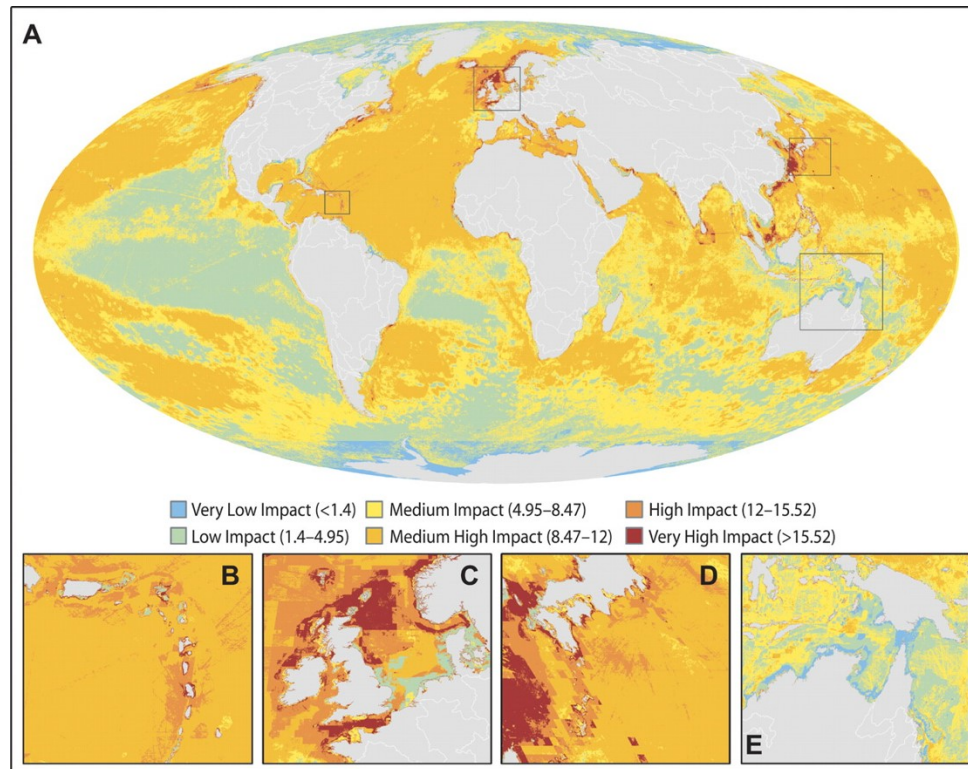 A
Very Low Impact (<1.4)
Medium Impact (4.95–8.47)
High Impact (12–15.52)
Low Impact (1.4–4.95)
Medium High Impact (8.47–12)
Very High Impact (>15.52)
B
C
D
E